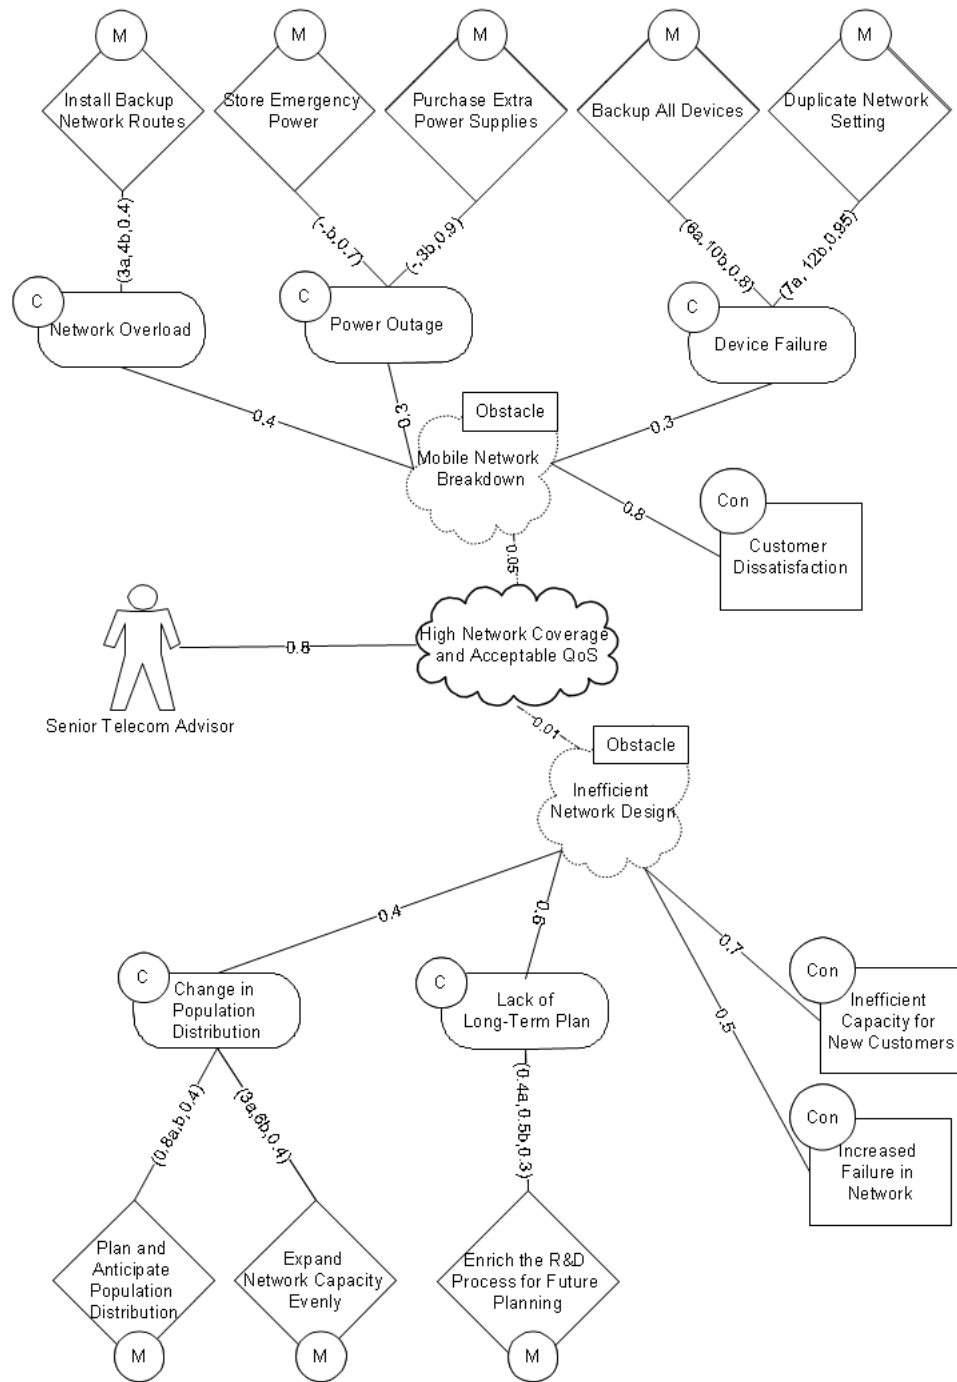 M
M
M
M
M
Install Backup
Network Routes
Store Emergency
Power
Purchase Extra
Power Supplies
Backup All Devices
Duplicate Network
Setting
(3a,4b,0.4)
(-,b,0.7)
(-,3b,0.9)
(6a, 10b,0.8)
(7a, 12b,0.95)
C
Network Overload
C
Power Outage
C
Device Failure
0.4
0.3
0.3
Obstacle
Mobile Network
Breakdown
0.8
Con
Customer
Dissatisfaction
0.05
High Network Coverage
and Acceptable QoS
0.8
Senior Telecom Advisor
0.01
Obstacle
Inefficient
Network Design
0.4
0.6
0.7
0.5
C
Change in
Population
Distribution
C
Lack of
Long-Term Plan
Con
Inefficient
Capacity for
New Customers
Con
Increased
Failure in
Network
(0.8a,b,0.4)
(3a,6b,0.4)
(0.4a,0.5b,0.3)
Plan and
Anticipate
Population
Distribution
Expand
Network Capacity
Evenly
Enrich the R&D
Process for Future
Planning
M
M
M